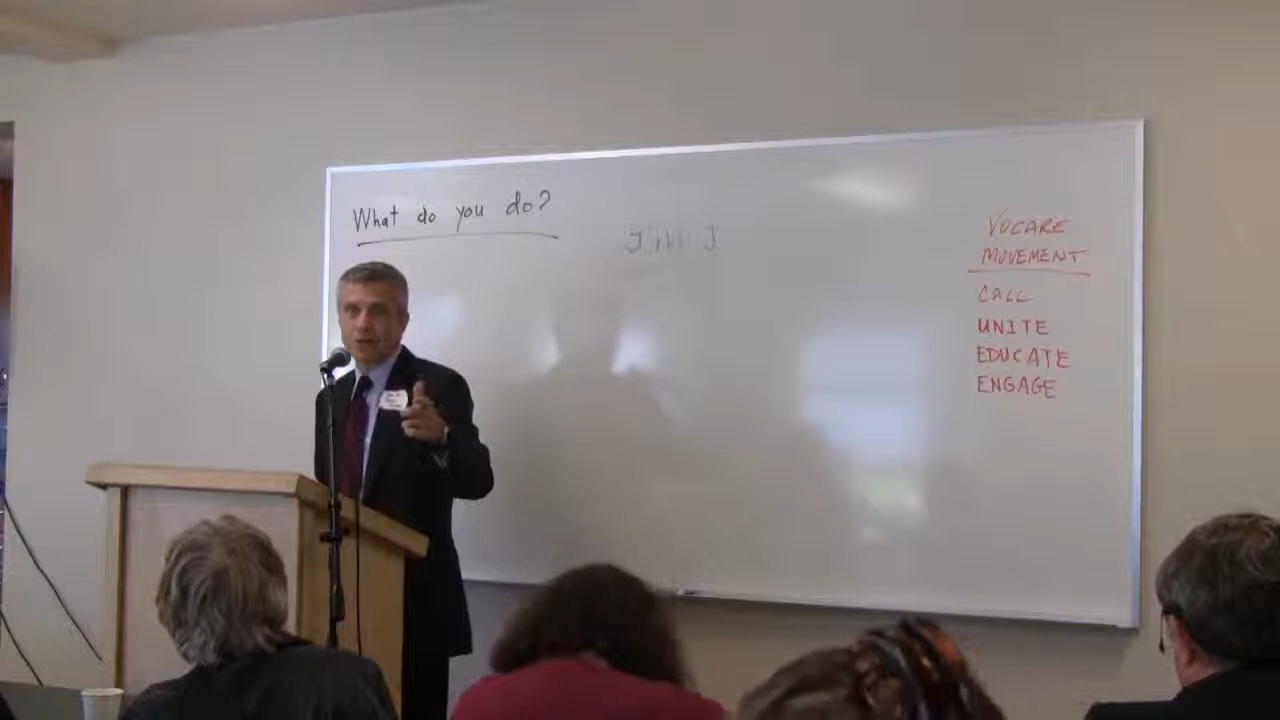 What do you do?
VOCARE
MOVEMENT
CALL
UNITE
EDUCATE
ENGAGE